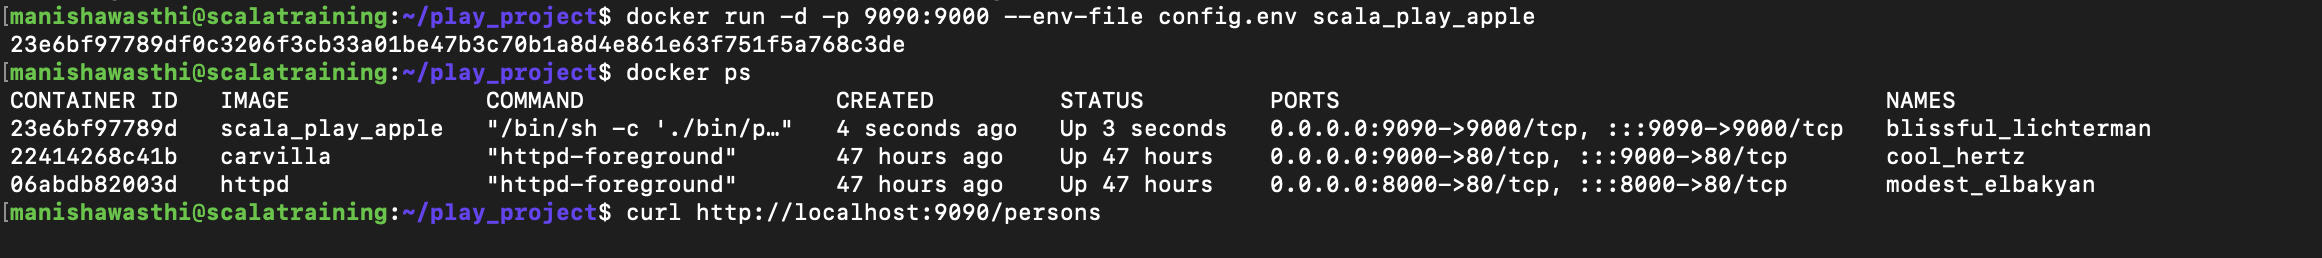 [manishawasthi@scalatraining:~/play_project$ docker run -d -p 9090:9000 --env-file config.env scala_play_apple
23e6bf97789df0c3206f3cb33a01be47b3c70b1a8d4e861e63f751f5a768c3de
[manishawasthi@scalatraining:~/play_project$ docker ps
CONTAINER ID   IMAGE              COMMAND                  CREATED         STATUS         PORTS                                       NAMES
23e6bf97789d   scala_play_apple   "/bin/sh -c './bin/p…"   4 seconds ago   Up 3 seconds   0.0.0.0:9090->9000/tcp, :::9090->9000/tcp   blissful_lichterman
22414268c41b   carvilla           "httpd-foreground"       47 hours ago    Up 47 hours    0.0.0.0:9000->80/tcp, :::9000->80/tcp       cool_hertz
06abdb82003d   httpd              "httpd-foreground"       47 hours ago    Up 47 hours    0.0.0.0:8000->80/tcp, :::8000->80/tcp       modest_elbakyan
[manishawasthi@scalatraining:~/play_project$ curl http://localhost:9090/persons